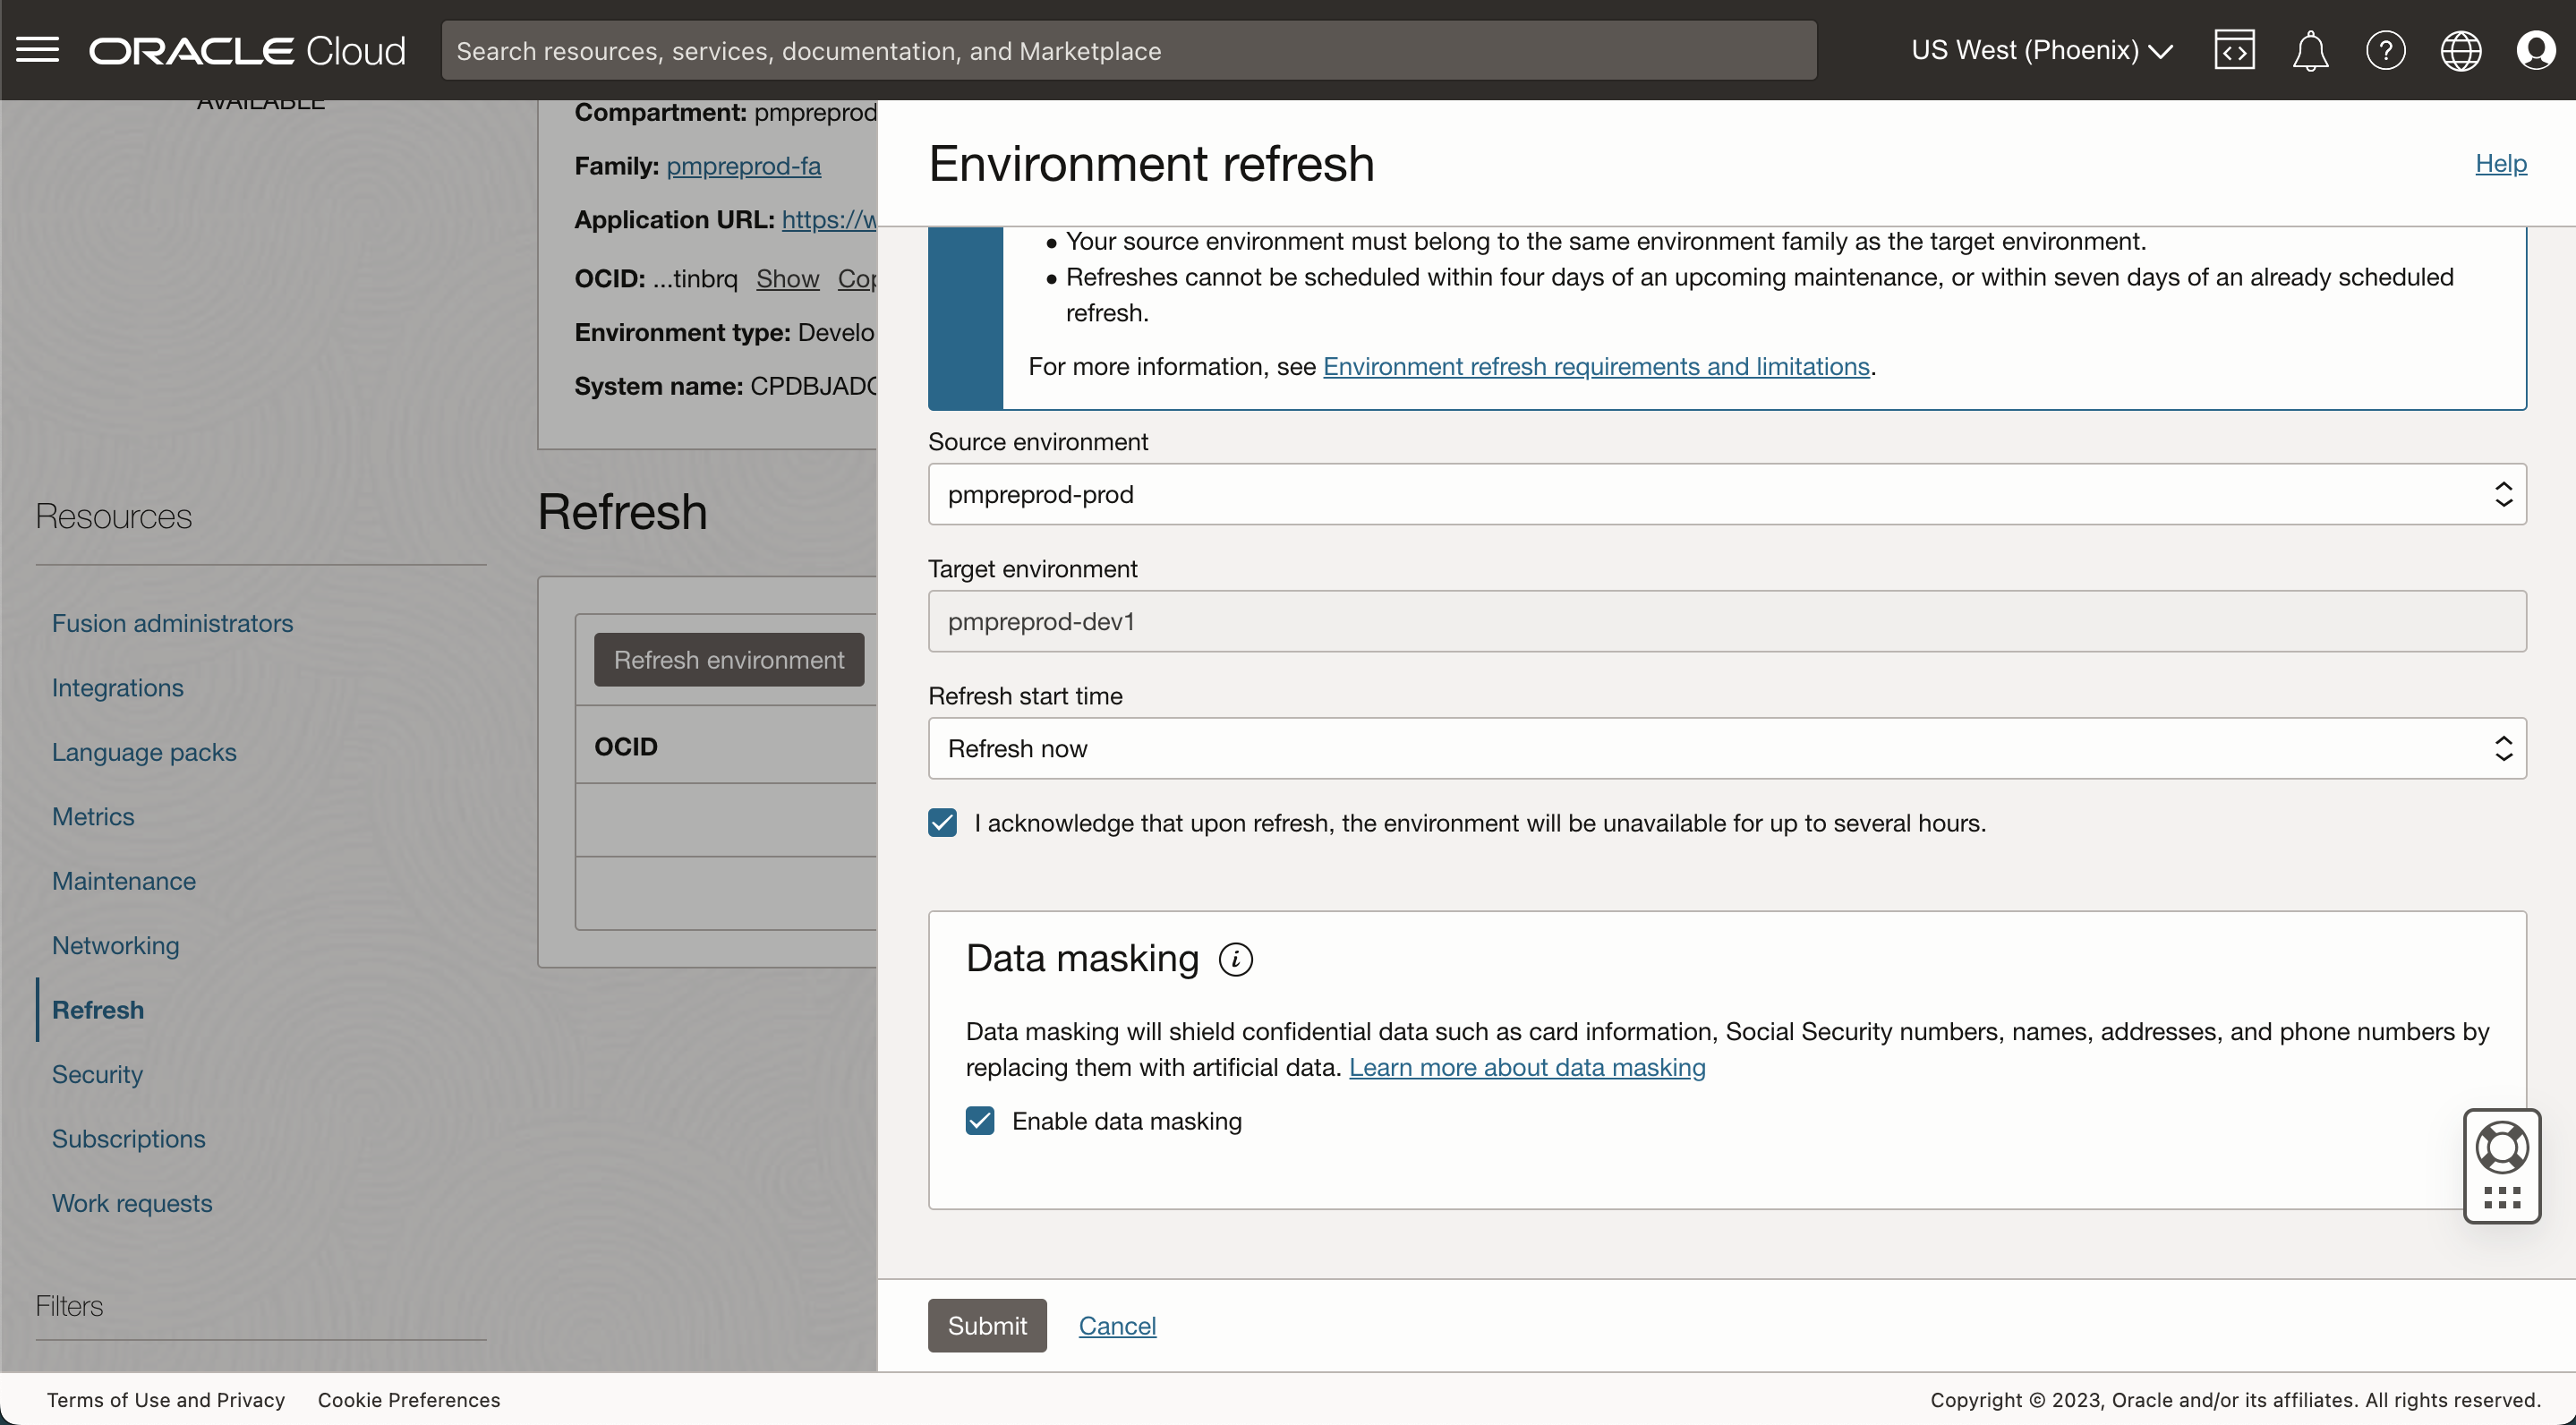 ORACLE Cloud
Search resources, services, documentation, and Marketplace
US West (Phoenix)
AVAILABLE
Compartment: pmpreprod
Family: pmpreprod-fa
Application URL: https://w
OCID: ...tinbrq Show Cop
Environment type: Develo
System name: CPDBJAD
Resources
Fusion administrators
Integrations
Language packs
Metrics
Maintenance
Networking
Refresh
Security
Subscriptions
Work requests
Filters
Refresh
Refresh environment
OCID
Environment refresh
Help
• Your source environment must belong to the same environment family as the target environment.
• Refreshes cannot be scheduled within four days of an upcoming maintenance, or within seven days of an already scheduled
refresh.
For more information, see Environment refresh requirements and limitations.
Source environment
pmpreprod-prod
Target environment
pmpreprod-dev1
Refresh start time
Refresh now
I acknowledge that upon refresh, the environment will be unavailable for up to several hours.
Data masking i
Data masking will shield confidential data such as card information, Social Security numbers, names, addresses, and phone numbers by
replacing them with artificial data. Learn more about data masking
Enable data masking
Submit Cancel
Terms of Use and Privacy Cookie Preferences
Copyright © 2023, Oracle and/or its affiliates. All rights reserved.